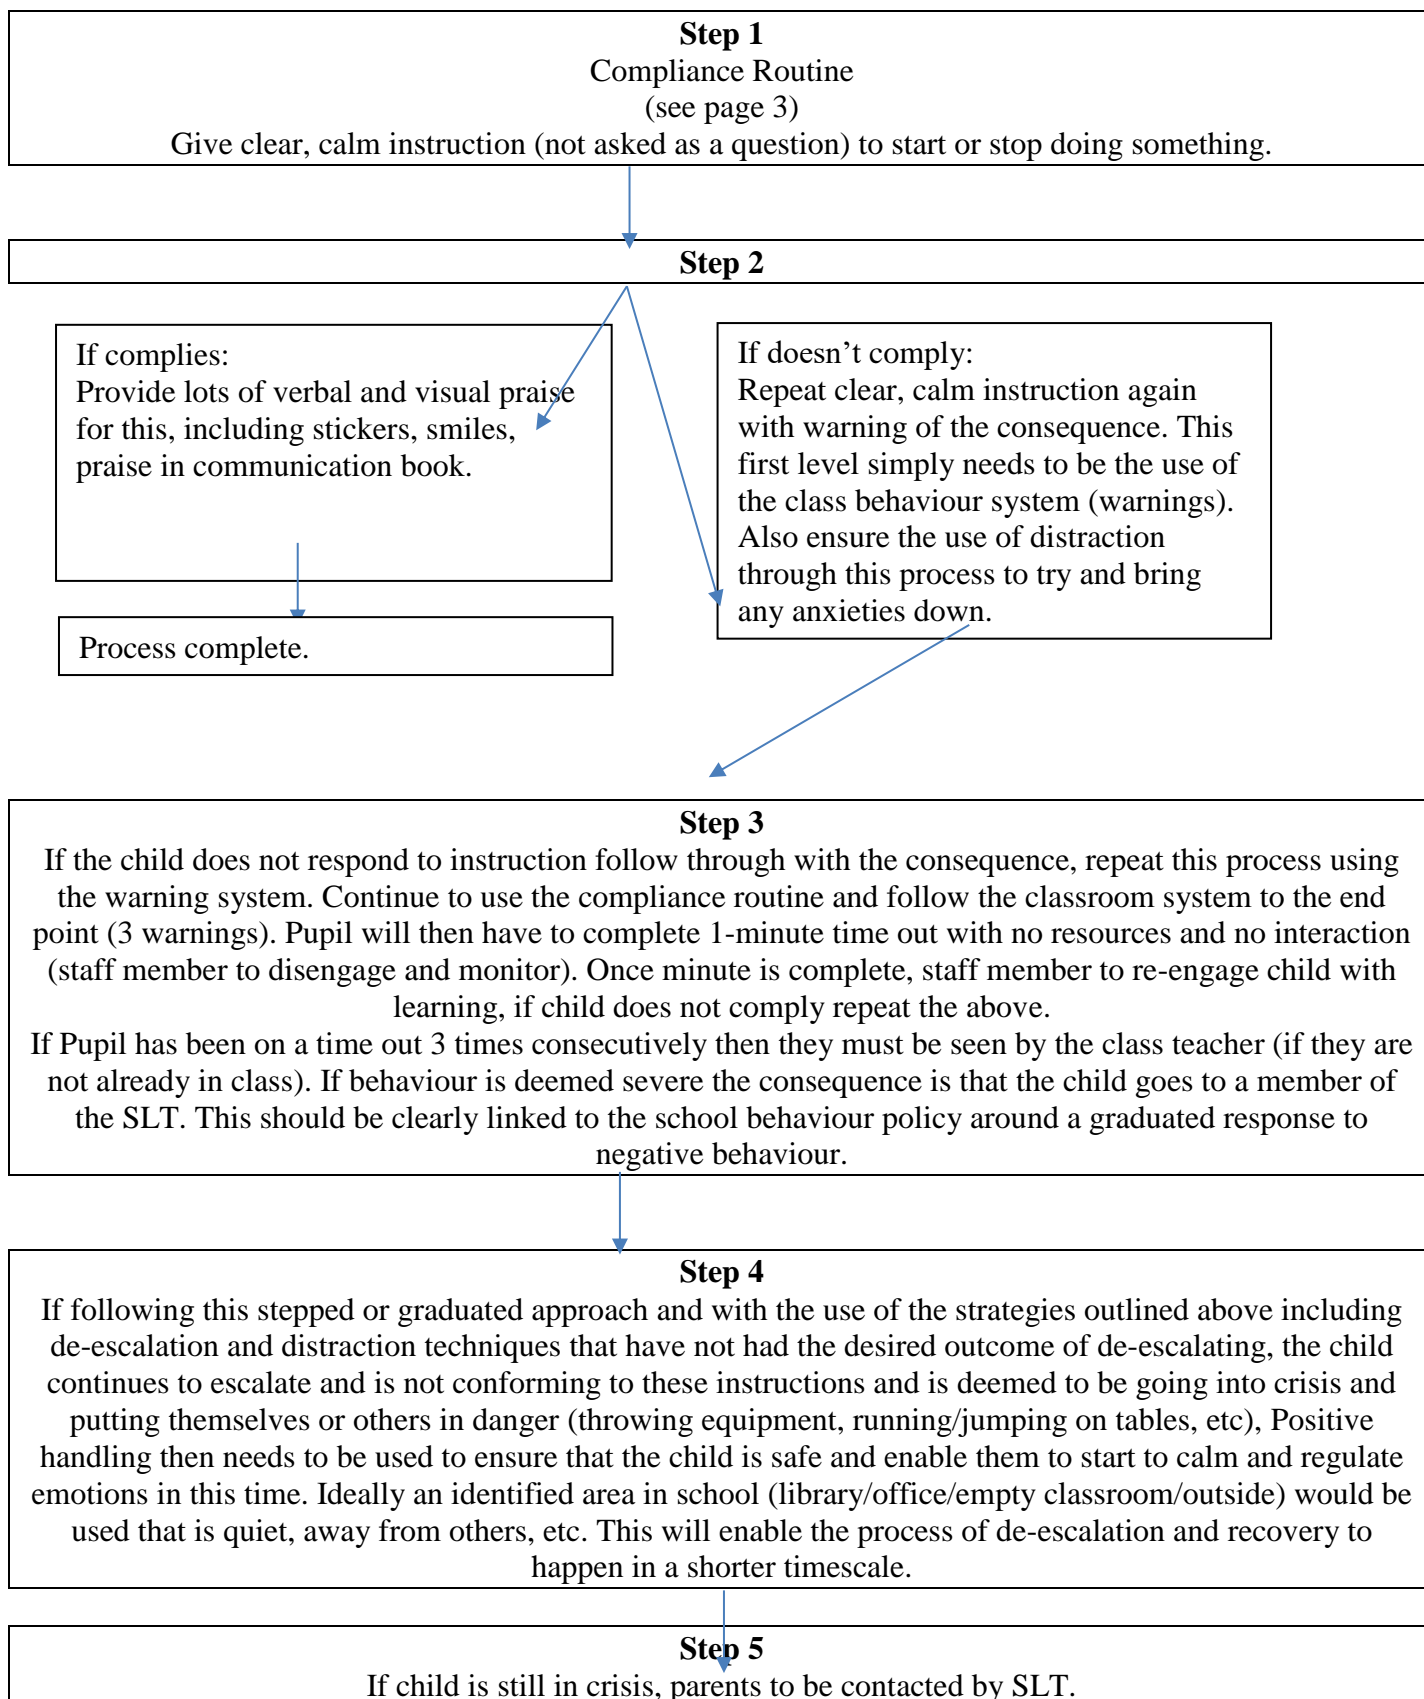 Step 1
Compliance Routine
(see page 3)
Give clear, calm instruction (not asked as a question) to start or stop doing something.
Step 2
If complies:
Provide lots of verbal and visual praise
for this, including stickers, smiles,
praise in communication book.
Process complete.
If doesn’t comply:
Repeat clear, calm instruction again
with warning of the consequence. This
first level simply needs to be the use of
the class behaviour system (warnings).
Also ensure the use of distraction
through this process to try and bring
any anxieties down.
Step 3
If the child does not respond to instruction follow through with the consequence, repeat this process using
the warning system. Continue to use the compliance routine and follow the classroom system to the end
point (3 warnings). Pupil will then have to complete 1-minute time out with no resources and no interaction
(staff member to disengage and monitor). Once minute is complete, staff member to re-engage child with
learning, if child does not comply repeat the above.
If Pupil has been on a time out 3 times consecutively then they must be seen by the class teacher (if they are
not already in class). If behaviour is deemed severe the consequence is that the child goes to a member of
the SLT. This should be clearly linked to the school behaviour policy around a graduated response to
negative behaviour.
Step 4
If following this stepped or graduated approach and with the use of the strategies outlined above including
de-escalation and distraction techniques that have not had the desired outcome of de-escalating, the child
continues to escalate and is not conforming to these instructions and is deemed to be going into crisis and
putting themselves or others in danger (throwing equipment, running/jumping on tables, etc), Positive
handling then needs to be used to ensure that the child is safe and enable them to start to calm and regulate
emotions in this time. Ideally an identified area in school (library/office/empty classroom/outside) would be
used that is quiet, away from others, etc. This will enable the process of de-escalation and recovery to
happen in a shorter timescale.
Step 5
If child is still in crisis, parents to be contacted by SLT.